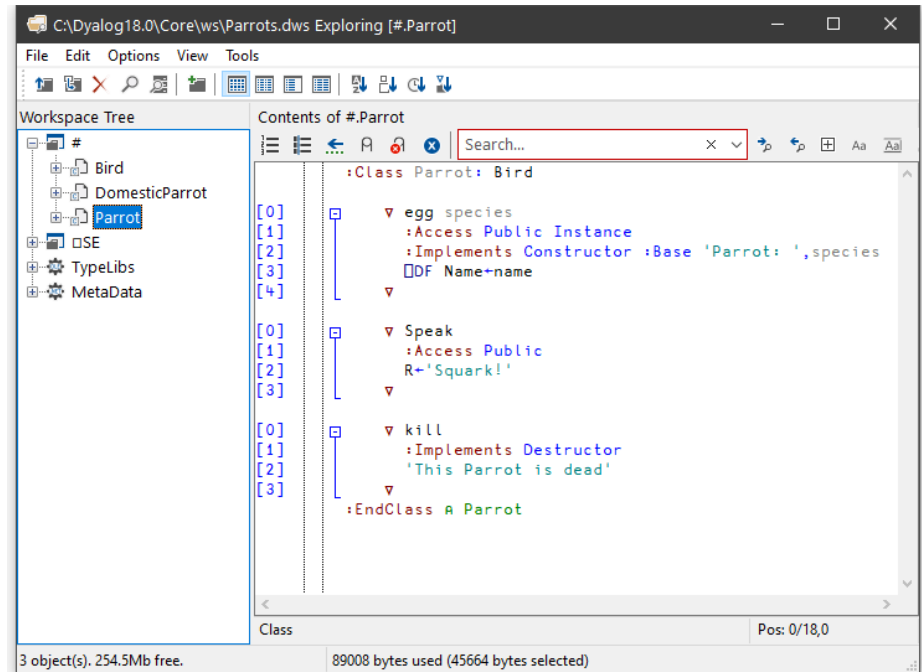 C:\Dyalog18.0\Core\ws\Parrots.dws Exploring [#.Parrot]
File Edit Options View Tools
Workspace Tree
#
Bird
DomesticParrot
Parrot
⎕SE
TypeLibs
MetaData
Contents of #.Parrot
Search...
Aa
Aa
:Class Parrot: Bird
[0] ∇ egg species
[1] :Access Public Instance
[2] :Implements Constructor :Base 'Parrot: ',species
[3] ⎕DF Name←name
[4] ∇
[0] ∇ Speak
[1] :Access Public
[2] R←'Squark!'
[3] ∇
[0] ∇ kill
[1] :Implements Destructor
[2] 'This Parrot is dead'
[3] ∇
:EndClass ⍝ Parrot
Class
Pos: 0/18,0
3 object(s). 254.5Mb free.
89008 bytes used (45664 bytes selected)